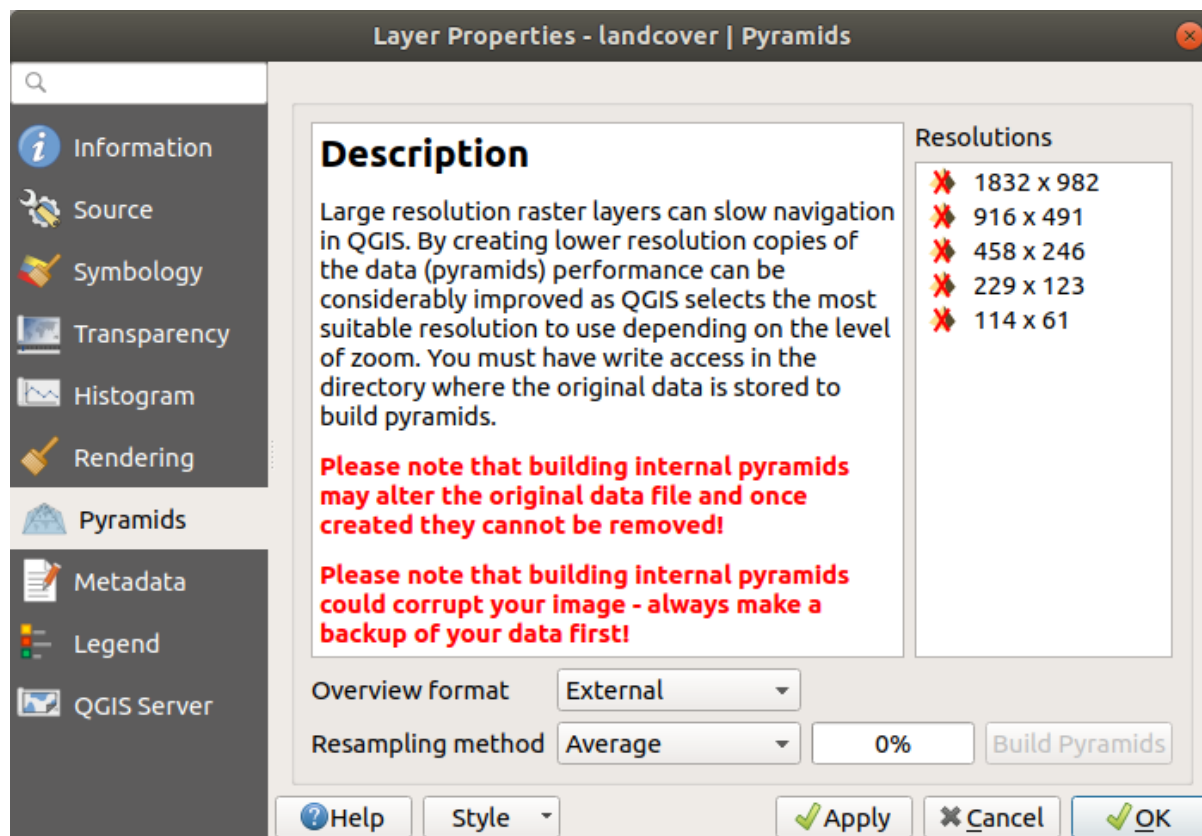 Layer Properties - landcover | Pyramids
Information
Source
Symbology
Transparency
Histogram
Rendering
Pyramids
Metadata
Legend
QGIS Server
Description
Large resolution raster layers can slow navigation
in QGIS. By creating lower resolution copies of
the data (pyramids) performance can be
considerably improved as QGIS selects the most
suitable resolution to use depending on the level
of zoom. You must have write access in the
directory where the original data is stored to
build pyramids.
Please note that building internal pyramids
may alter the original data file and once
created they cannot be removed!
Please note that building internal pyramids
could corrupt your image - always make a
backup of your data first!
Resolutions
1832 x 982
916 x 491
458 x 246
229 x 123
114 x 61
Overview format External
Resampling method Average 0% Build Pyramids
Help Style Apply Cancel OK